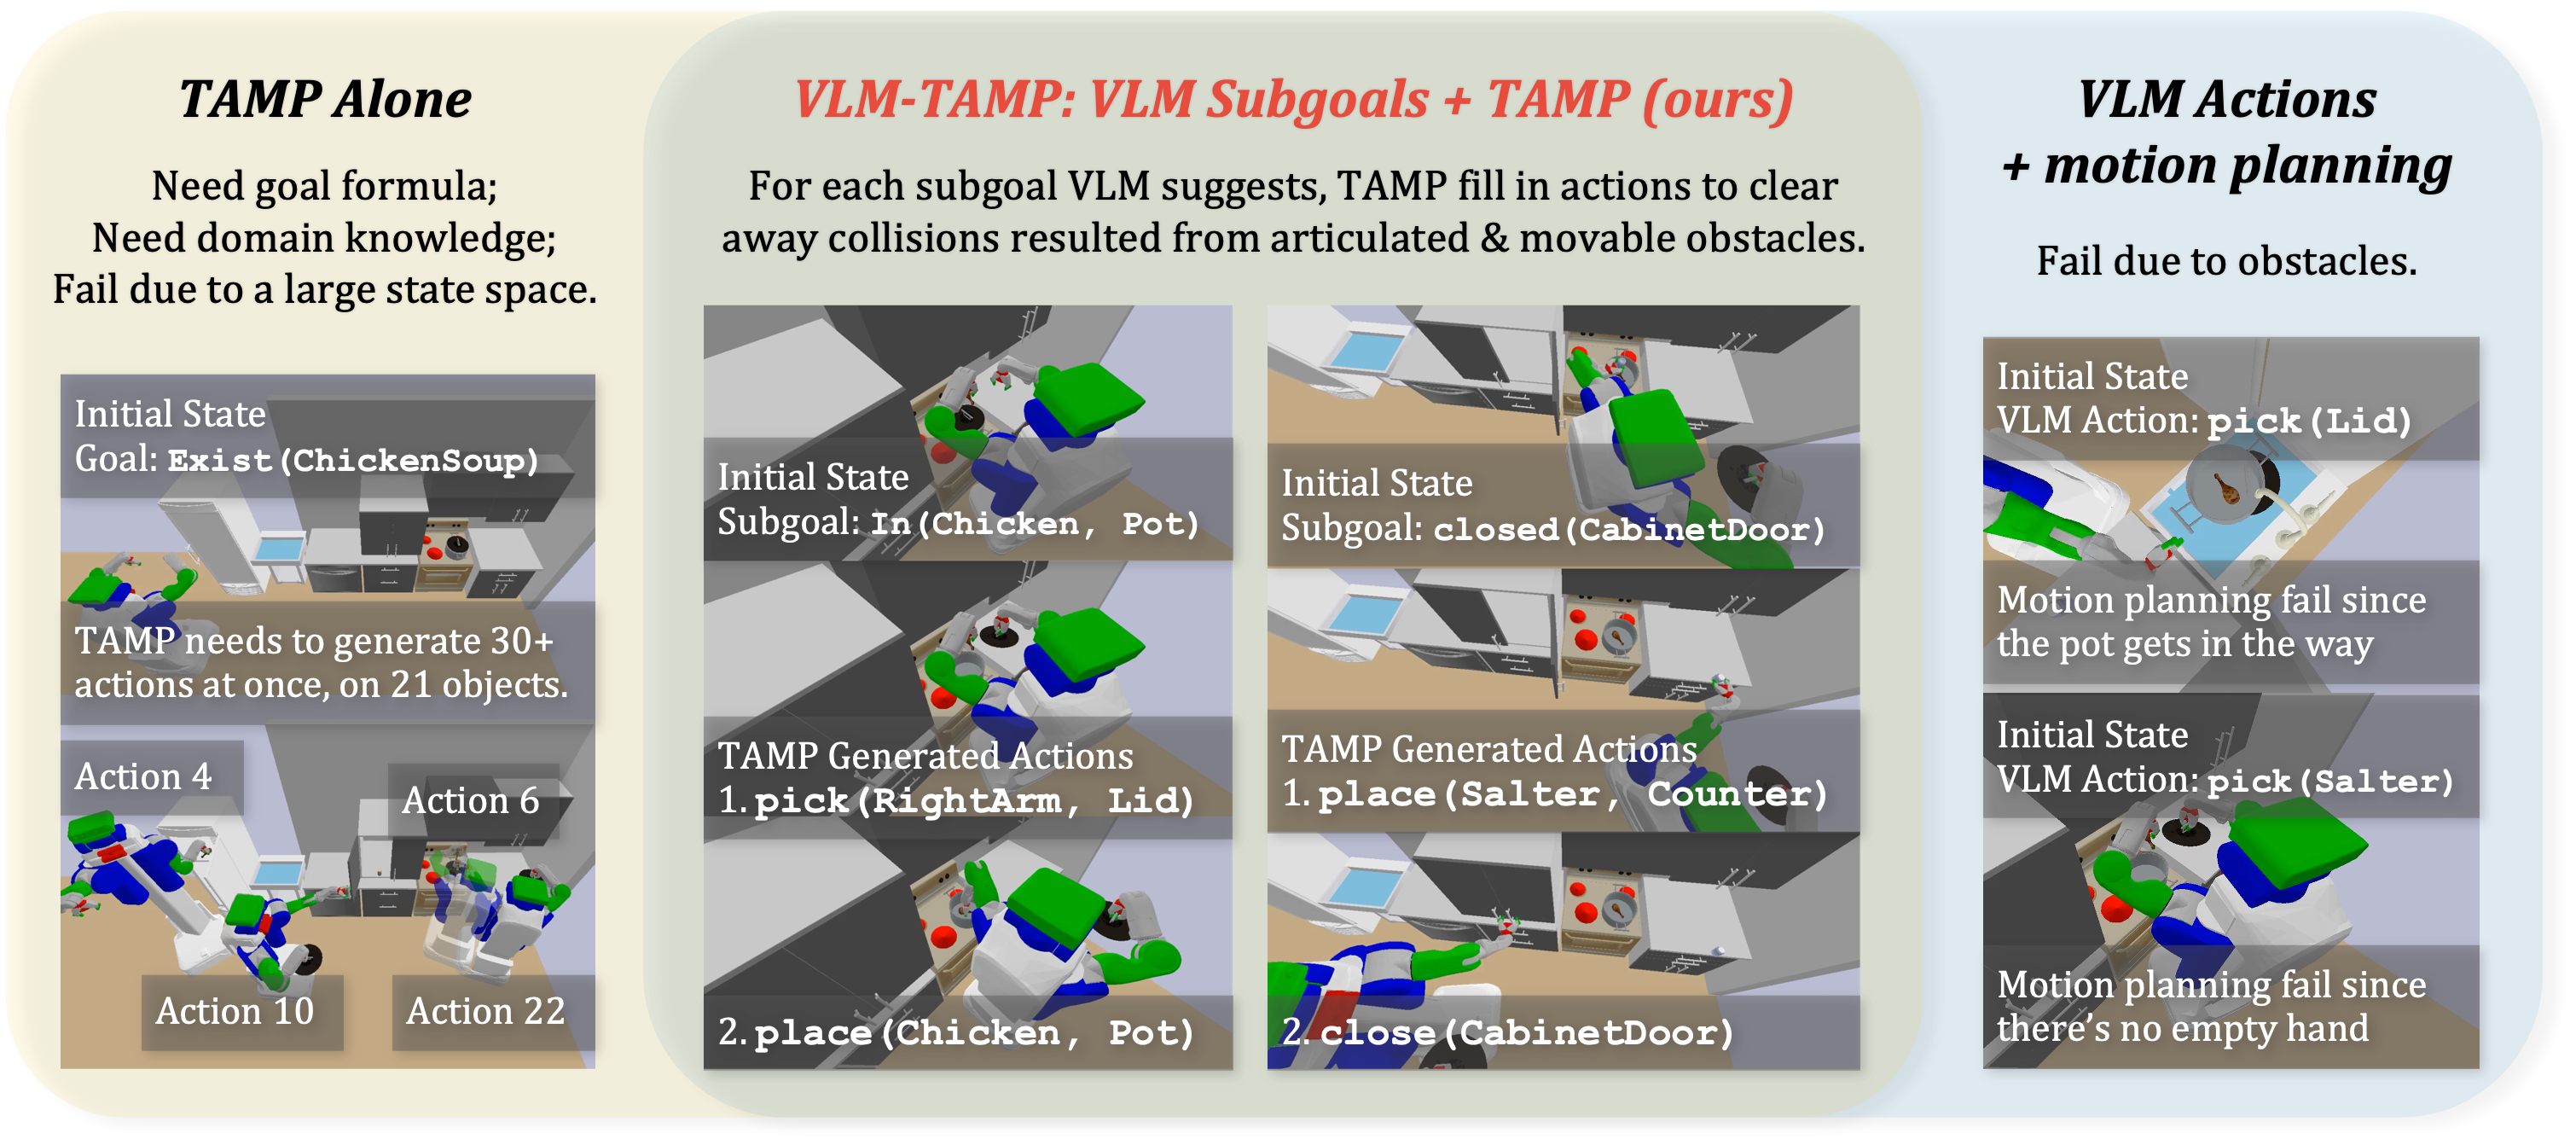 TAMP Alone
Need goal formula;
Need domain knowledge;
Fail due to a large state space.
Initial State
Goal: Exist(ChickenSoup)
TAMP needs to generate 30+
actions at once, on 21 objects.
Action 4
Action 6
Action 10
Action 22
VLM-TAMP: VLM Subgoals + TAMP (ours)
For each subgoal VLM suggests, TAMP fill in actions to clear
away collisions resulted from articulated & movable obstacles.
Initial State
Subgoal: In(Chicken, Pot)
TAMP Generated Actions
1. pick(RightArm, Lid)
2. place(Chicken, Pot)
Initial State
Subgoal: closed(CabinetDoor)
TAMP Generated Actions
1. place(Salter, Counter)
2. close(CabinetDoor)
VLM Actions
+ motion planning
Fail due to obstacles.
Initial State
VLM Action: pick(Lid)
Motion planning fail since
the pot gets in the way
Initial State
VLM Action: pick(Salter)
Motion planning fail since
there's no empty hand